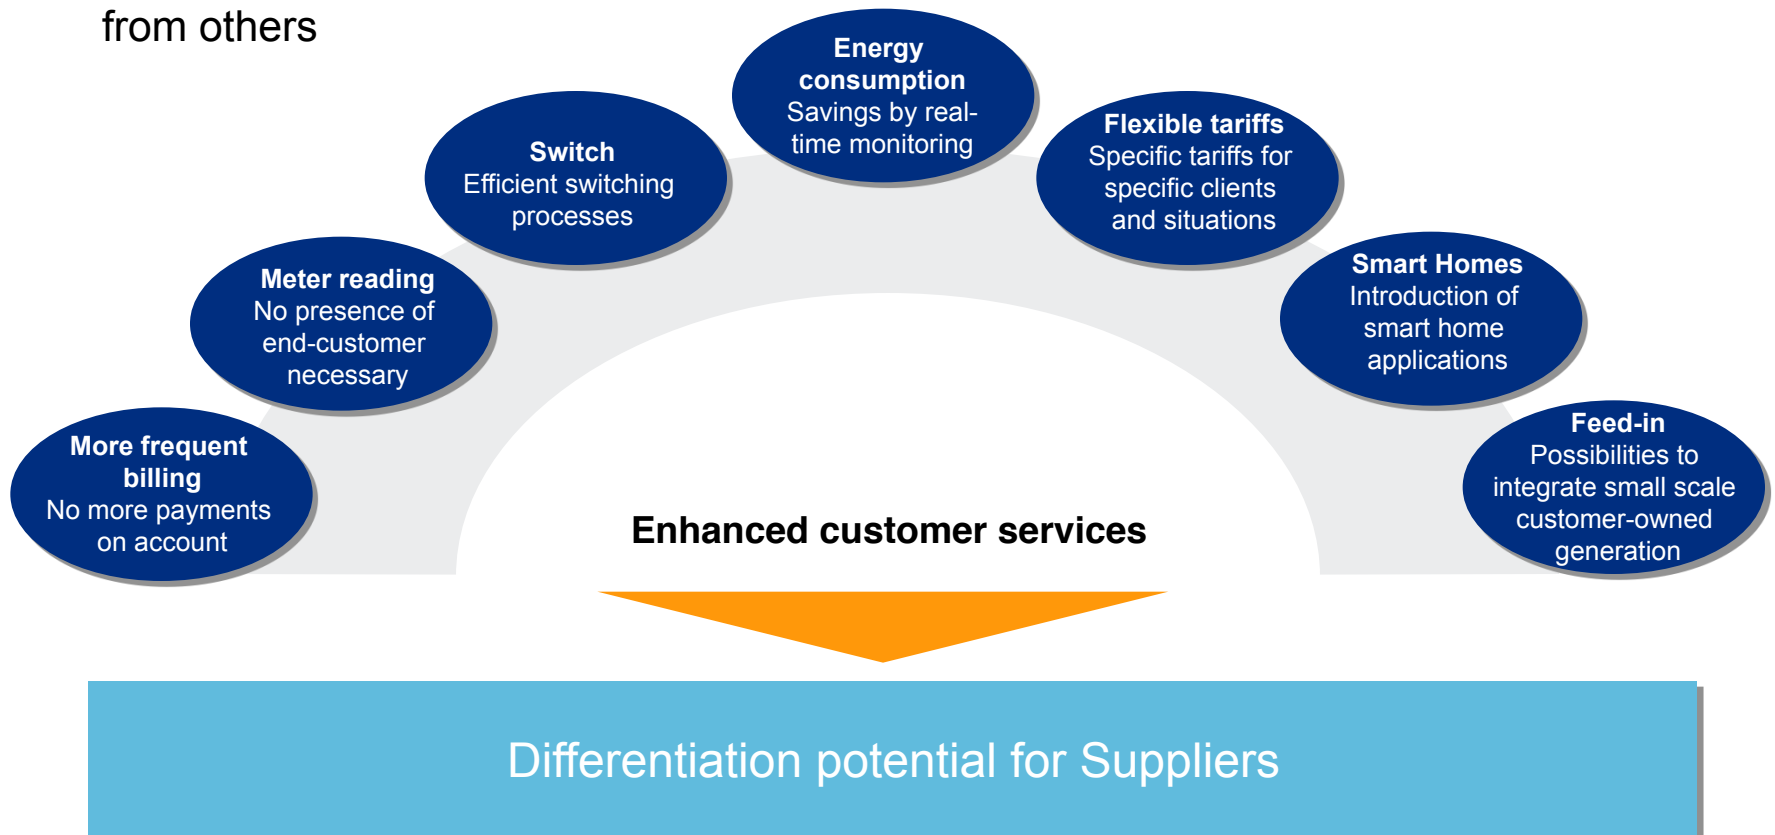 from others
Energy
consumption
Savings by real-
time monitoring
Switch
Efficient switching
processes
Flexible tariffs
Specific tariffs for
specific clients
and situations
Meter reading
No presence of
end-customer
necessary
Smart Homes
Introduction of
smart home
applications
More frequent
billing
No more payments
on account
Feed-in
Possibilities to
integrate small scale
customer-owned
generation
Enhanced customer services
Differentiation potential for Suppliers